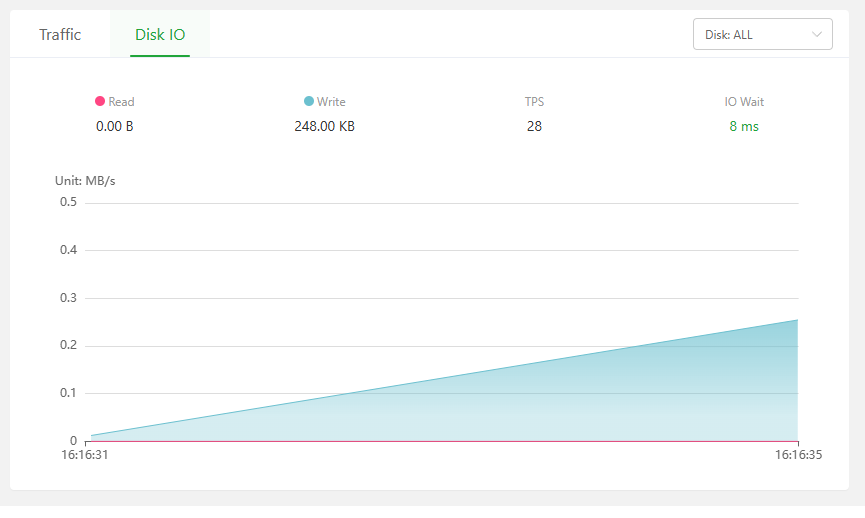 Traffic
Disk IO
Disk: ALL
Read
Write
TPS
IO Wait
0.00 B
248.00 KB
28
8 ms
Unit: MB/s
0.5
0.4
0.3
0.2
0.1
0
16:16:31
16:16:35